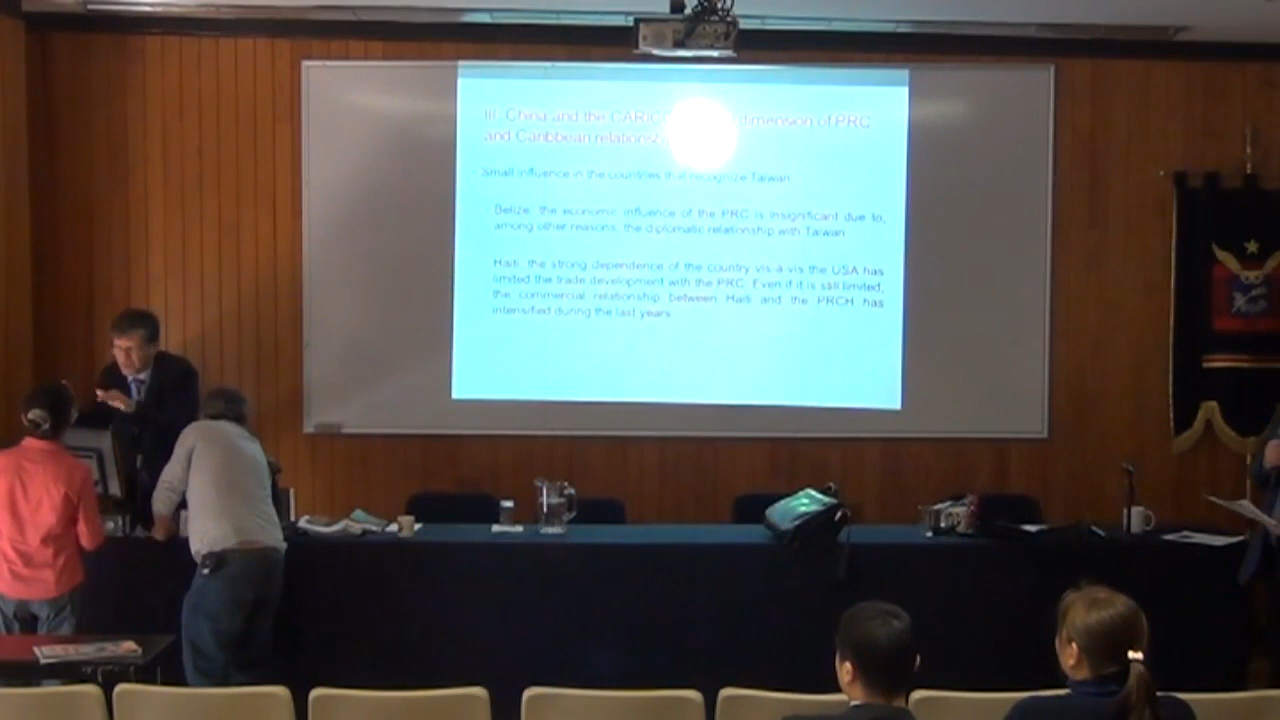 III. China and the CARIC dimension of PRC
and Caribbean relations
Small influence in the countries that recognize Taiwan
Belize: the economic influence of the PRC is insignificant due to,
among other reasons, the diplomatic relationship with Taiwan
Haiti: the strong dependence of the country vis à vis the USA has
limited the trade development with the PRC. Even if it is still limited,
the commercial relationship between Haiti and the PRCH has
intensified during the last years